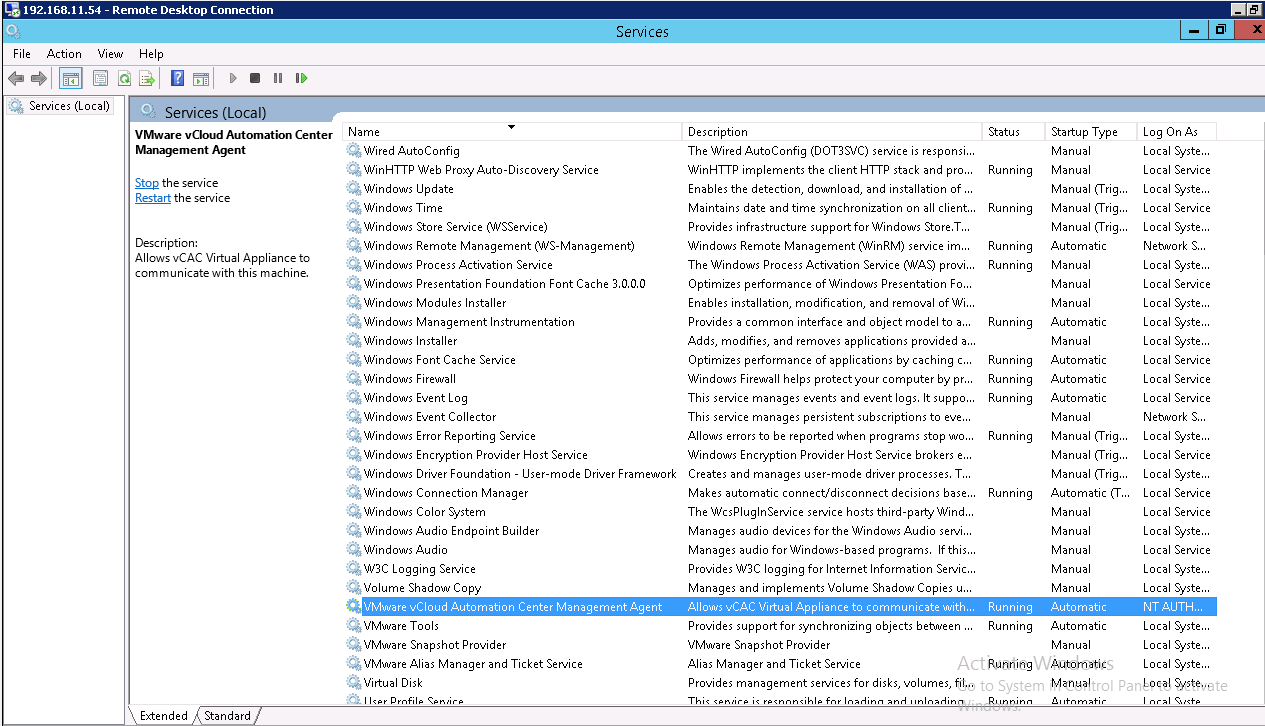 192.168.11.54 - Remote Desktop Connection
Services
File Action View Help
Services (Local)
Services (Local)
VMware vCloud Automation Center
Management Agent
Stop the service
Restart the service
Description:
Allows vCAC Virtual Appliance to
communicate with this machine.
Name Description Status Startup Type Log On As
Wired AutoConfig The Wired AutoConfig (DOT3SVC) service is responsi... Manual Local Syste...
WinHTTP Web Proxy Auto-Discovery Service WinHTTP implements the client HTTP stack and pro... Running Manual Local Service
Windows Update Enables the detection, download, and installation of ... Manual (Trig... Local Syste...
Windows Time Maintains date and time synchronization on all client... Running Manual (Trig... Local Service
Windows Store Service (WSService) Provides infrastructure support for Windows Store.T... Manual (Trig... Local Syste...
Windows Remote Management (WS-Management) Windows Remote Management (WinRM) service im... Running Automatic Network S...
Windows Process Activation Service The Windows Process Activation Service (WAS) provi... Running Manual Local Syste...
Windows Presentation Foundation Font Cache 3.0.0.0 Optimizes performance of Windows Presentation Fo... Manual Local Service
Windows Modules Installer Enables installation, modification, and removal of Wi... Manual Local Syste...
Windows Management Instrumentation Provides a common interface and object model to a... Running Automatic Local Syste...
Windows Installer Adds, modifies, and removes applications provided a... Manual Local Syste...
Windows Font Cache Service Optimizes performance of applications by caching c... Running Automatic Local Service
Windows Firewall Windows Firewall helps protect your computer by pr... Running Automatic Local Service
Windows Event Log This service manages events and event logs. It suppo... Running Automatic Local Service
Windows Event Collector This service manages persistent subscriptions to eve... Manual Network S...
Windows Error Reporting Service Allows errors to be reported when programs stop wo... Running Manual (Trig... Local Syste...
Windows Encryption Provider Host Service Windows Encryption Provider Host Service brokers e... Manual (Trig... Local Service
Windows Driver Foundation - User-mode Driver Framework Creates and manages user-mode driver processes. T... Manual (Trig... Local Syste...
Windows Connection Manager Makes automatic connect/disconnect decisions base... Running Automatic (T... Local Service
Windows Color System The WcsPlugInService service hosts third-party Wind... Manual Local Service
Windows Audio Endpoint Builder Manages audio devices for the Windows Audio servi... Manual Local Syste...
Windows Audio Manages audio for Windows-based programs. If this... Manual Local Service
W3C Logging Service Provides W3C logging for Internet Information Servic... Manual Local Syste...
Volume Shadow Copy Manages and implements Volume Shadow Copies u... Manual Local Syste...
VMware vCloud Automation Center Management Agent Allows vCAC Virtual Appliance to communicate with... Running Automatic NT AUTH...
VMware Tools Provides support for synchronizing objects between ... Running Automatic Local Syste...
VMware Snapshot Provider VMware Snapshot Provider Manual Local Syste...
VMware Alias Manager and Ticket Service Alias Manager and Ticket Service Running Automatic Local Syste...
Virtual Disk Provides management services for disks, volumes, fil... Manual Local Syste...
User Profile Service This service is responsible for loading and unloading... Running Automatic Local Syste...
Activate Windows
Go to System in Control Panel to activate
Windows.
Extended Standard